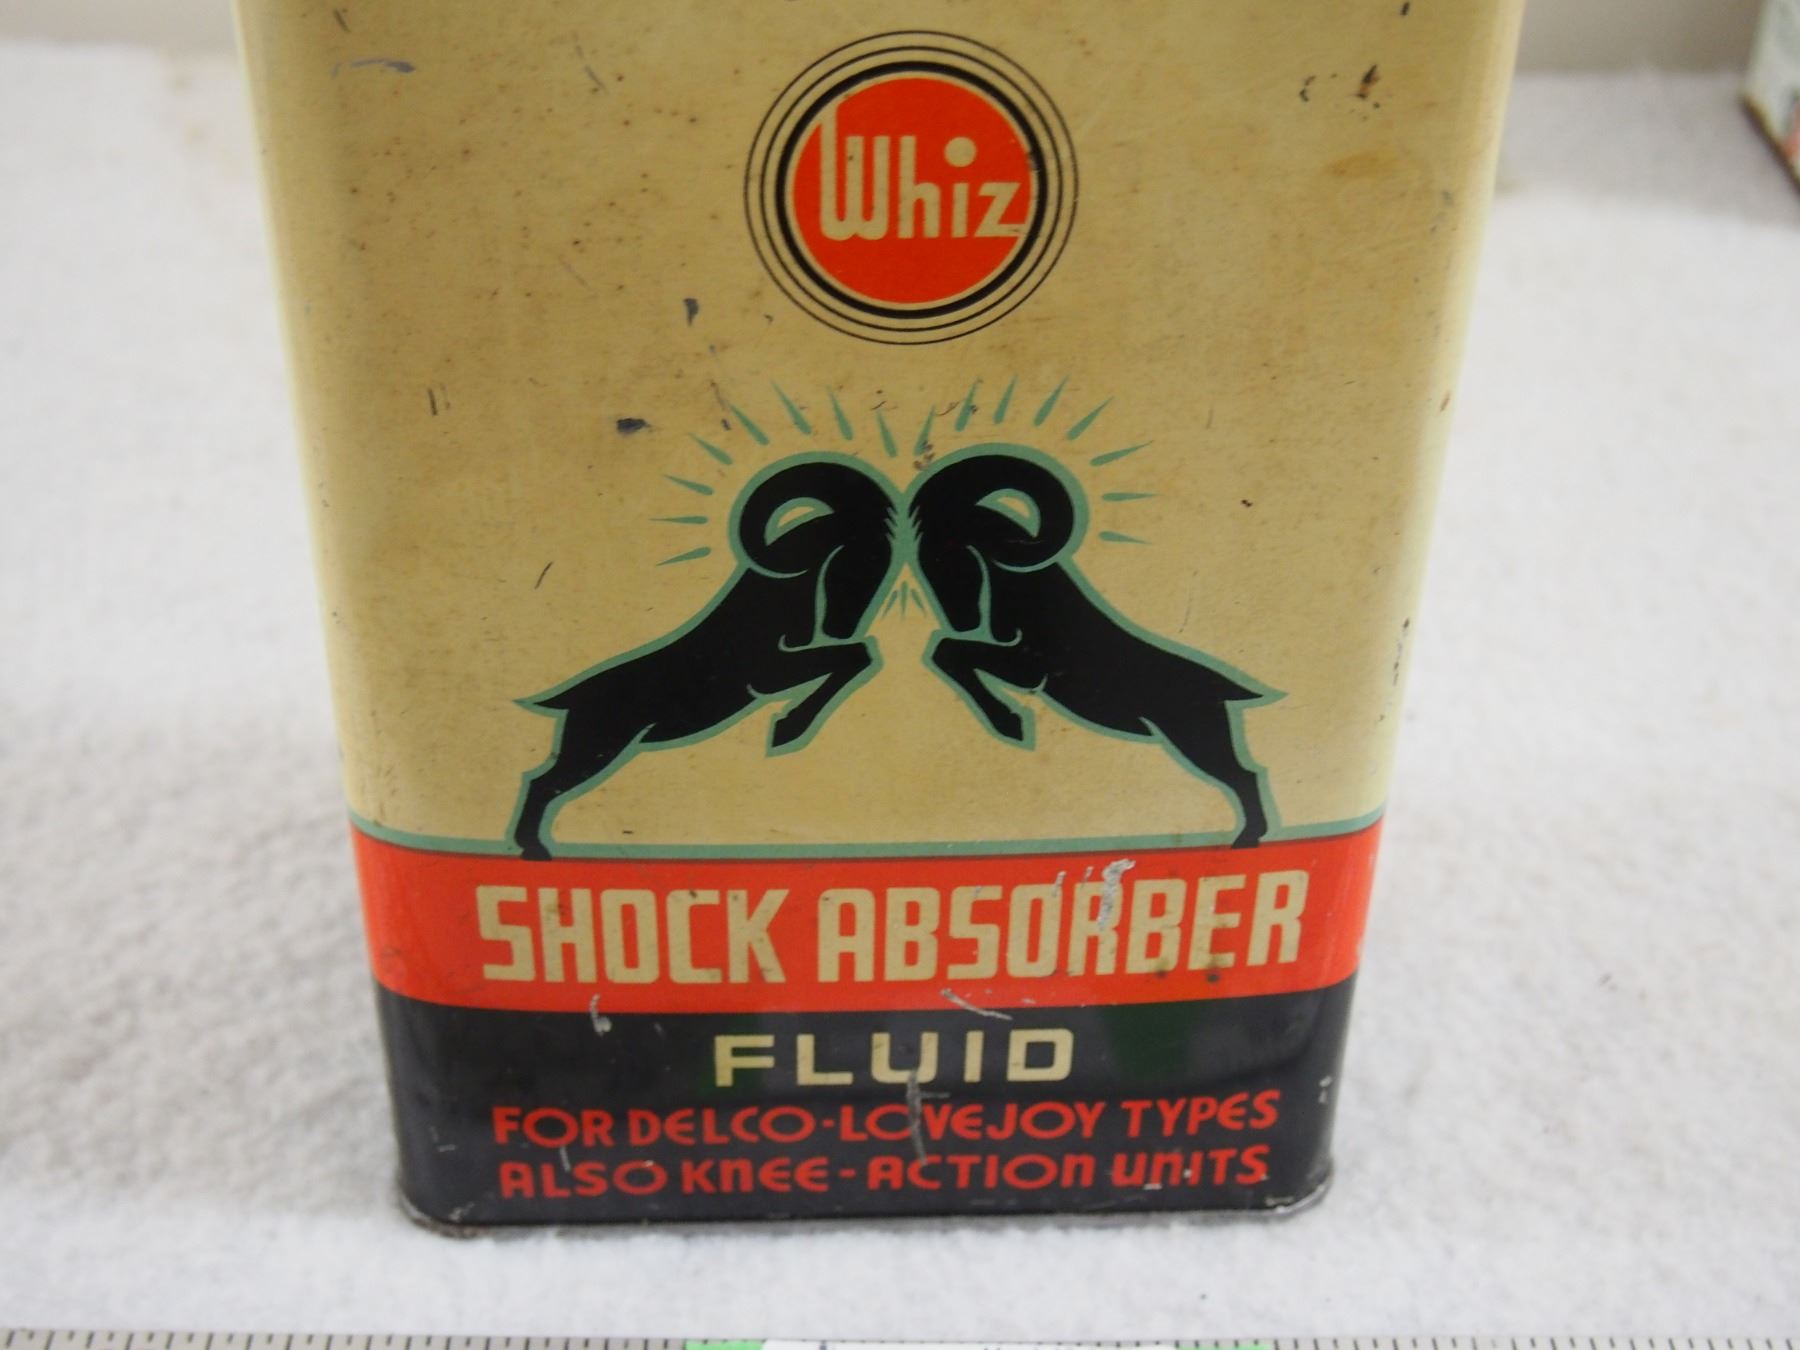 Whiz
SHOCK ABSORBER
FLUID
FOR DELCO-LOVEJOY TYPES
ALSO KNEE-ACTION UNITS